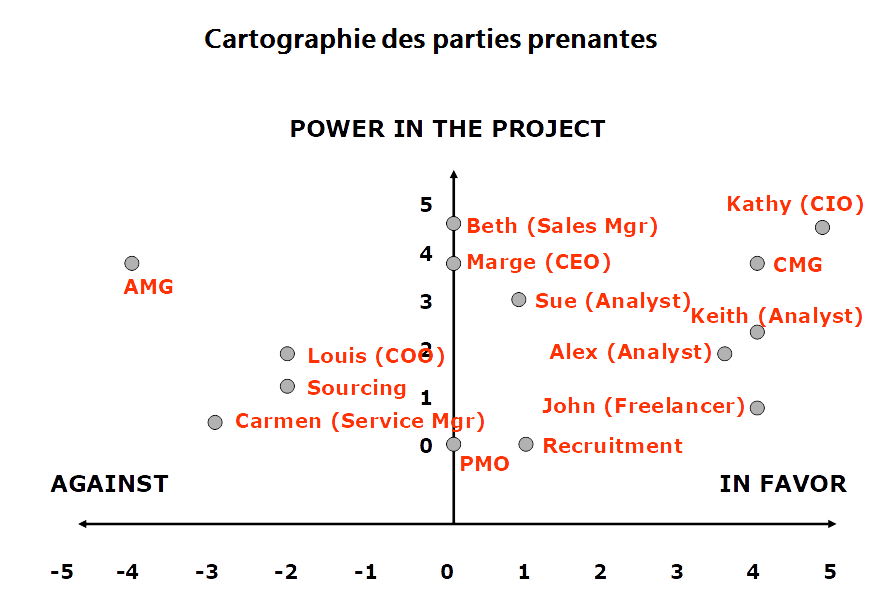 Cartographie des parties prenantes
POWER IN THE PROJECT
5
Kathy (CIO)
Beth (Sales Mgr)
4
Marge (CEO)
CMG
AMG
3
Sue (Analyst)
Keith (Analyst)
2
Louis (COO)
Alex (Analyst)
Sourcing
1
John (Freelancer)
Carmen (Service Mgr)
0
Recruitment
PMO
AGAINST
IN FAVOR
-5 -4 -3 -2 -1 0 1 2 3 4 5